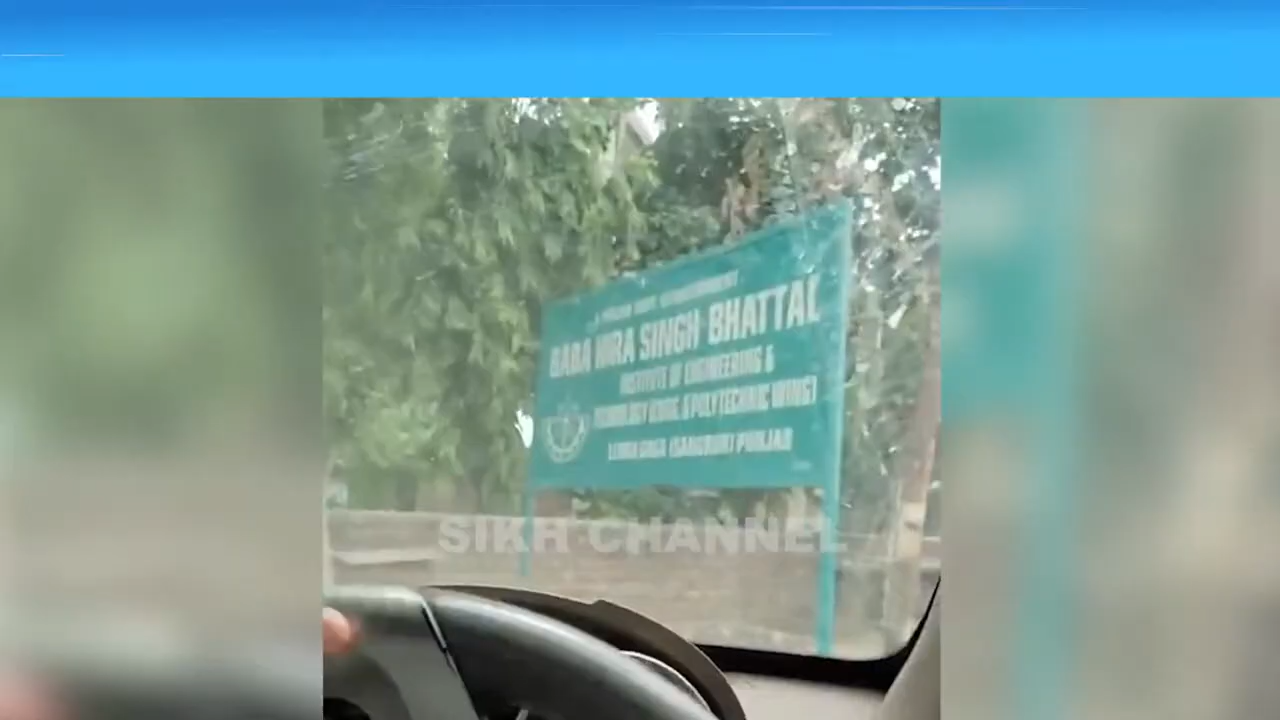 BABA HIRA SINGH BHATTAL
INSTITUTE OF ENGINEERING &
TECHNOLOGY & POLYTECHNIC WING
LEHRA GAGA (SANGRUR) PUNJAB
SIKH CHANNEL